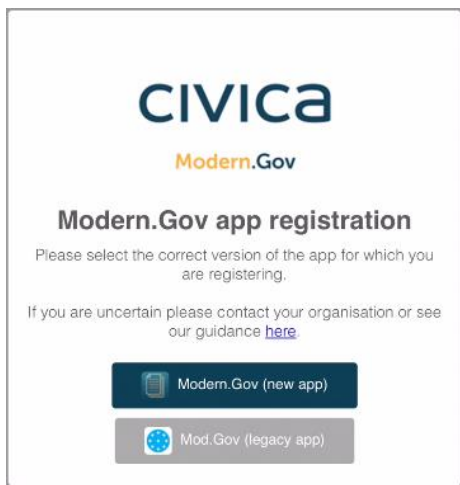 CIVICA
Modern.Gov
Modern.Gov app registration
Please select the correct version of the app for which you
are registering.
If you are uncertain please contact your organisation or see
our guidance here.
Modern.Gov (new app)
Mod.Gov (legacy app)